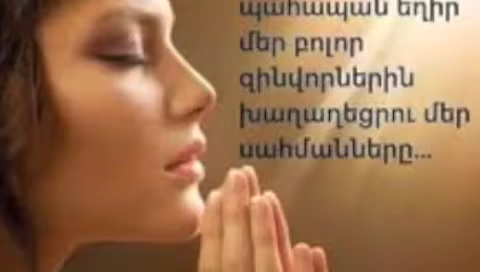 պահապան եղիր
մեր բոլոր
զինվորներին
խաղաղեցրու մեր
սահմանները...